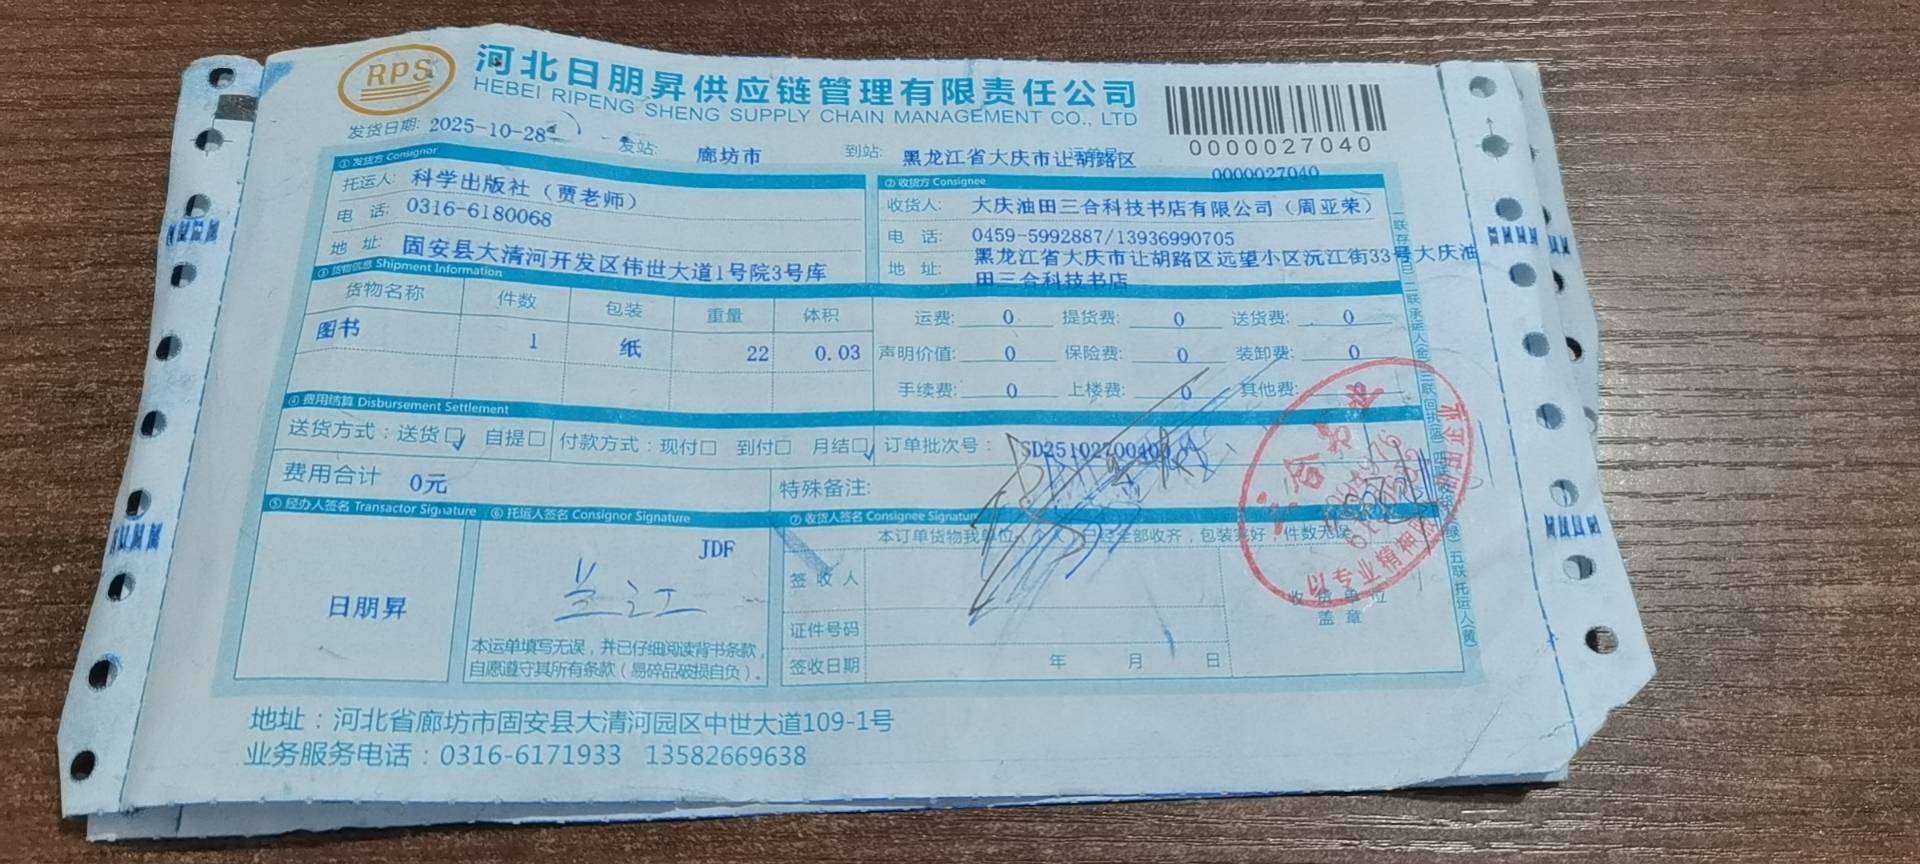 RPS
河北日朋昇供应链管理有限责任公司
HEBEI RIPENG SHENG SUPPLY CHAIN MANAGEMENT CO., LTD
0000027040
发货日期: 2025-10-28 发站: 廊坊市 到站: 黑龙江省大庆市让胡路区
0000027040
① 发货方 Consignor
托运人: 科学出版社（贾老师）
电 话: 0316-6180068
地 址: 固安县大清河开发区伟世大道1号院3号库
② 收货方 Consignee
收货人: 大庆油田三合科技书店有限公司（周亚荣）
电 话: 0459-5992887/13936990705
地 址: 黑龙江省大庆市让胡路区远望小区沅江街33号大庆油
田三合科技书店
③ 货物信息 Shipment Information
货物名称 件数 包装 重量 体积
图书 1 纸 22 0.03
运费: 0 提货费: 0 送货费: 0
声明价值: 0 保险费: 0 装卸费: 0
手续费: 0 上楼费: 0 其他费:
④ 费用结算 Disbursement Settlement
送货方式：送货☑ 自提☐ 付款方式：现付☐ 到付☐ 月结☑ 订单批次号：
费用合计 0元 特殊备注:
⑤ 经办人签名 Transactor Signature
日朋昇
⑥ 托运人签名 Consignor Signature
JDF
兰江
本运单填写无误，并已仔细阅读背书条款，
自愿遵守其所有条款（易碎品破损自负）。
⑦ 收货人签名 Consignee Signature
签 收 人
证件号码
签收日期 年 月 日
收 货 单 位
盖 章
以专业精神
五联托运人(黄)
地址：河北省廊坊市固安县大清河园区中世大道109-1号
业务服务电话：0316-6171933 13582669638